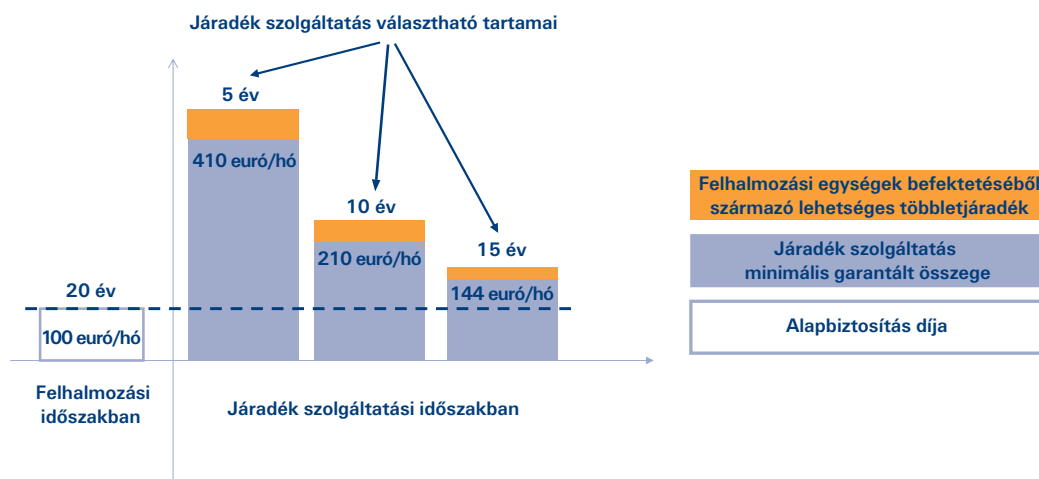 Járadék szolgáltatás választható tartamai
5 év
410 euró/hó
10 év
210 euró/hó
15 év
144 euró/hó
20 év
100 euró/hó
Felhalmozási
időszakban
Járadék szolgáltatási időszakban
Felhalmozási egységek befektetéséből
származó lehetséges többletjáradék
Járadék szolgáltatás
minimális garantált összege
Alapbiztosítás díja